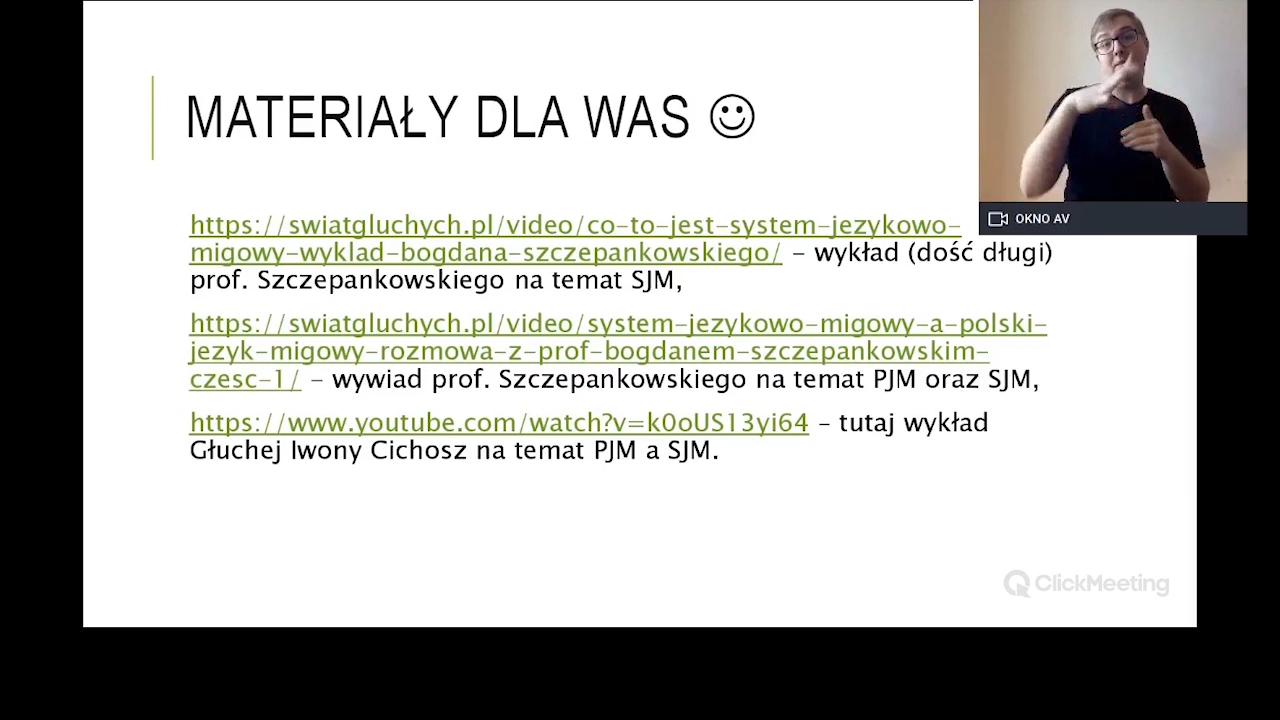 MATERIAŁY DLA WAS ☺
https://swiatgluchych.pl/video/co-to-jest-system-jezykowo-
migowy-wyklad-bogdana-szczepankowskiego/ – wykład (dość długi)
prof. Szczepankowskiego na temat SJM,
https://swiatgluchych.pl/video/system-jezykowo-migowy-a-polski-
jezyk-migowy-rozmowa-z-prof-bogdanem-szczepankowskim-
czesc-1/ – wywiad prof. Szczepankowskiego na temat PJM oraz SJM,
https://www.youtube.com/watch?v=k0oUS13yi64 – tutaj wykład
Głuchej Iwony Cichosz na temat PJM a SJM.
OKNO AV
ClickMeeting